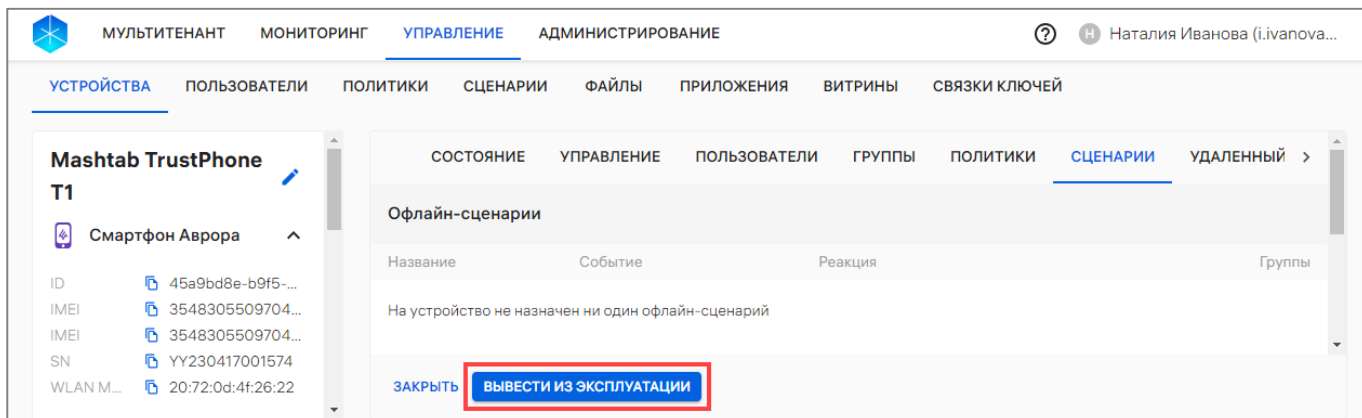 МУЛЬТИТЕНАНТ МОНИТОРИНГ УПРАВЛЕНИЕ АДМИНИСТРИРОВАНИЕ ? Н Наталия Иванова (i.ivanova...
УСТРОЙСТВА ПОЛЬЗОВАТЕЛИ ПОЛИТИКИ СЦЕНАРИИ ФАЙЛЫ ПРИЛОЖЕНИЯ ВИТРИНЫ СВЯЗКИ КЛЮЧЕЙ
Mashtab TrustPhone
T1
Смартфон Аврора
ID 45a9bd8e-b9f5-...
IMEI 3548305509704...
IMEI 3548305509704...
SN YY230417001574
WLAN M... 20:72:0d:4f:26:22
СОСТОЯНИЕ УПРАВЛЕНИЕ ПОЛЬЗОВАТЕЛИ ГРУППЫ ПОЛИТИКИ СЦЕНАРИИ УДАЛЕННЫЙ
Офлайн-сценарии
Название Событие Реакция Группы
На устройство не назначен ни один офлайн-сценарий
ЗАКРЫТЬ ВЫВЕСТИ ИЗ ЭКСПЛУАТАЦИИ